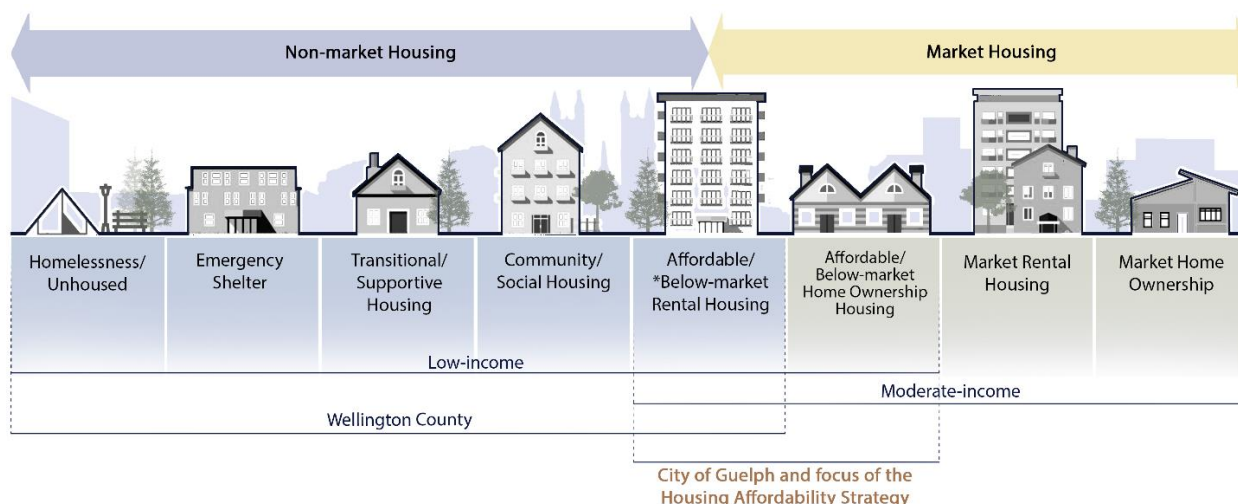 Non-market Housing
Market Housing
Homelessness/
Unhoused
Emergency
Shelter
Transitional/
Supportive
Housing
Community/
Social Housing
Affordable/
*Below-market
Rental Housing
Affordable/
Below-market
Home Ownership
Housing
Market Rental
Housing
Market Home
Ownership
Low-income
Moderate-income
Wellington County
City of Guelph and focus of the
Housing Affordability Strategy